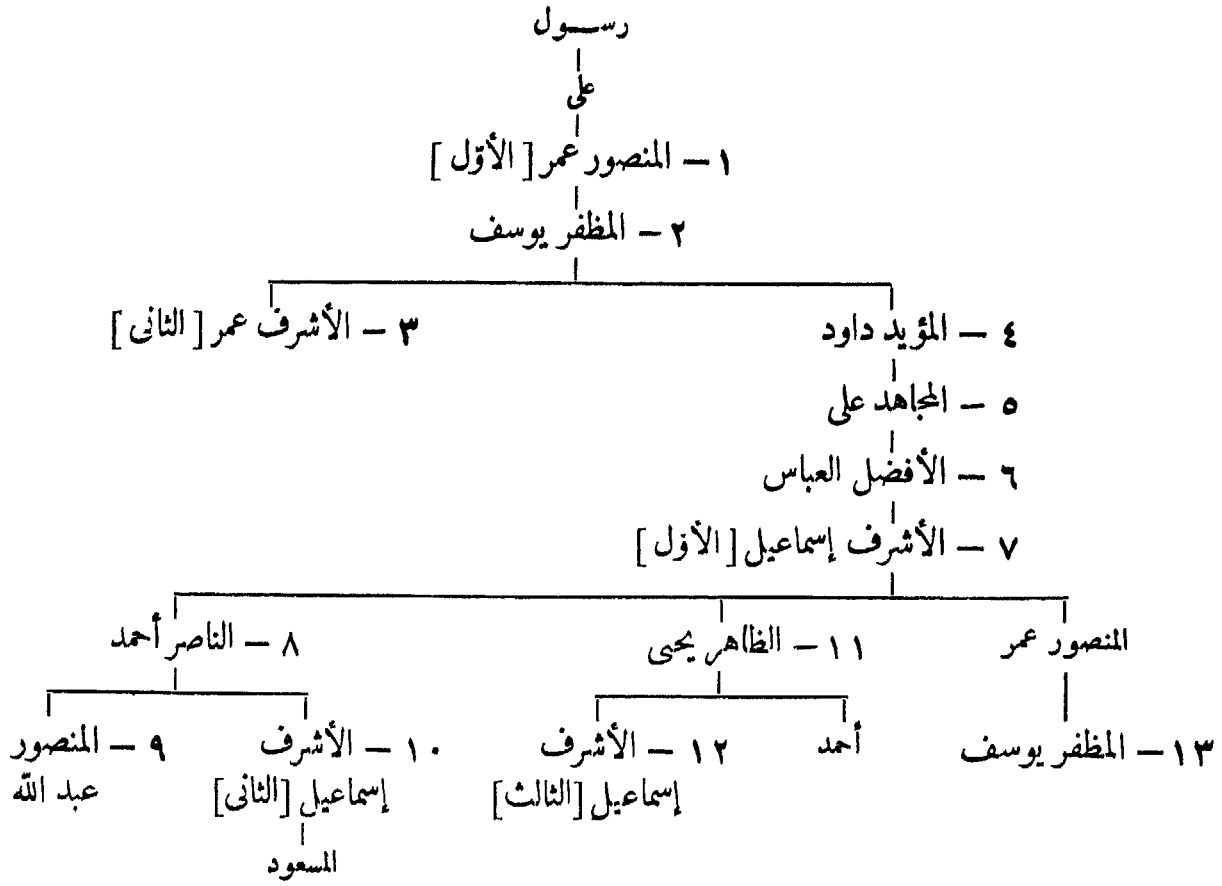 رسول
على
١ – المنصور عمر [الأوّل]
٢ – المظفر يوسف
٤ – المؤيد داود
٣ – الأشرف عمر [الثانى]
٥ – المجاهد على
٦ – الأفضل العباس
٧ – الأشرف إسماعيل [الأوّل]
المنصور عمر
١١ – الظاهر يحيى
٨ – الناصر أحمد
١٣ – المظفر يوسف
أحمد
١٢ – الأشرف
إسماعيل [الثالث]
١٠ – الأشرف
إسماعيل [الثانى]
٩ – المنصور
عبد الله
المسعود